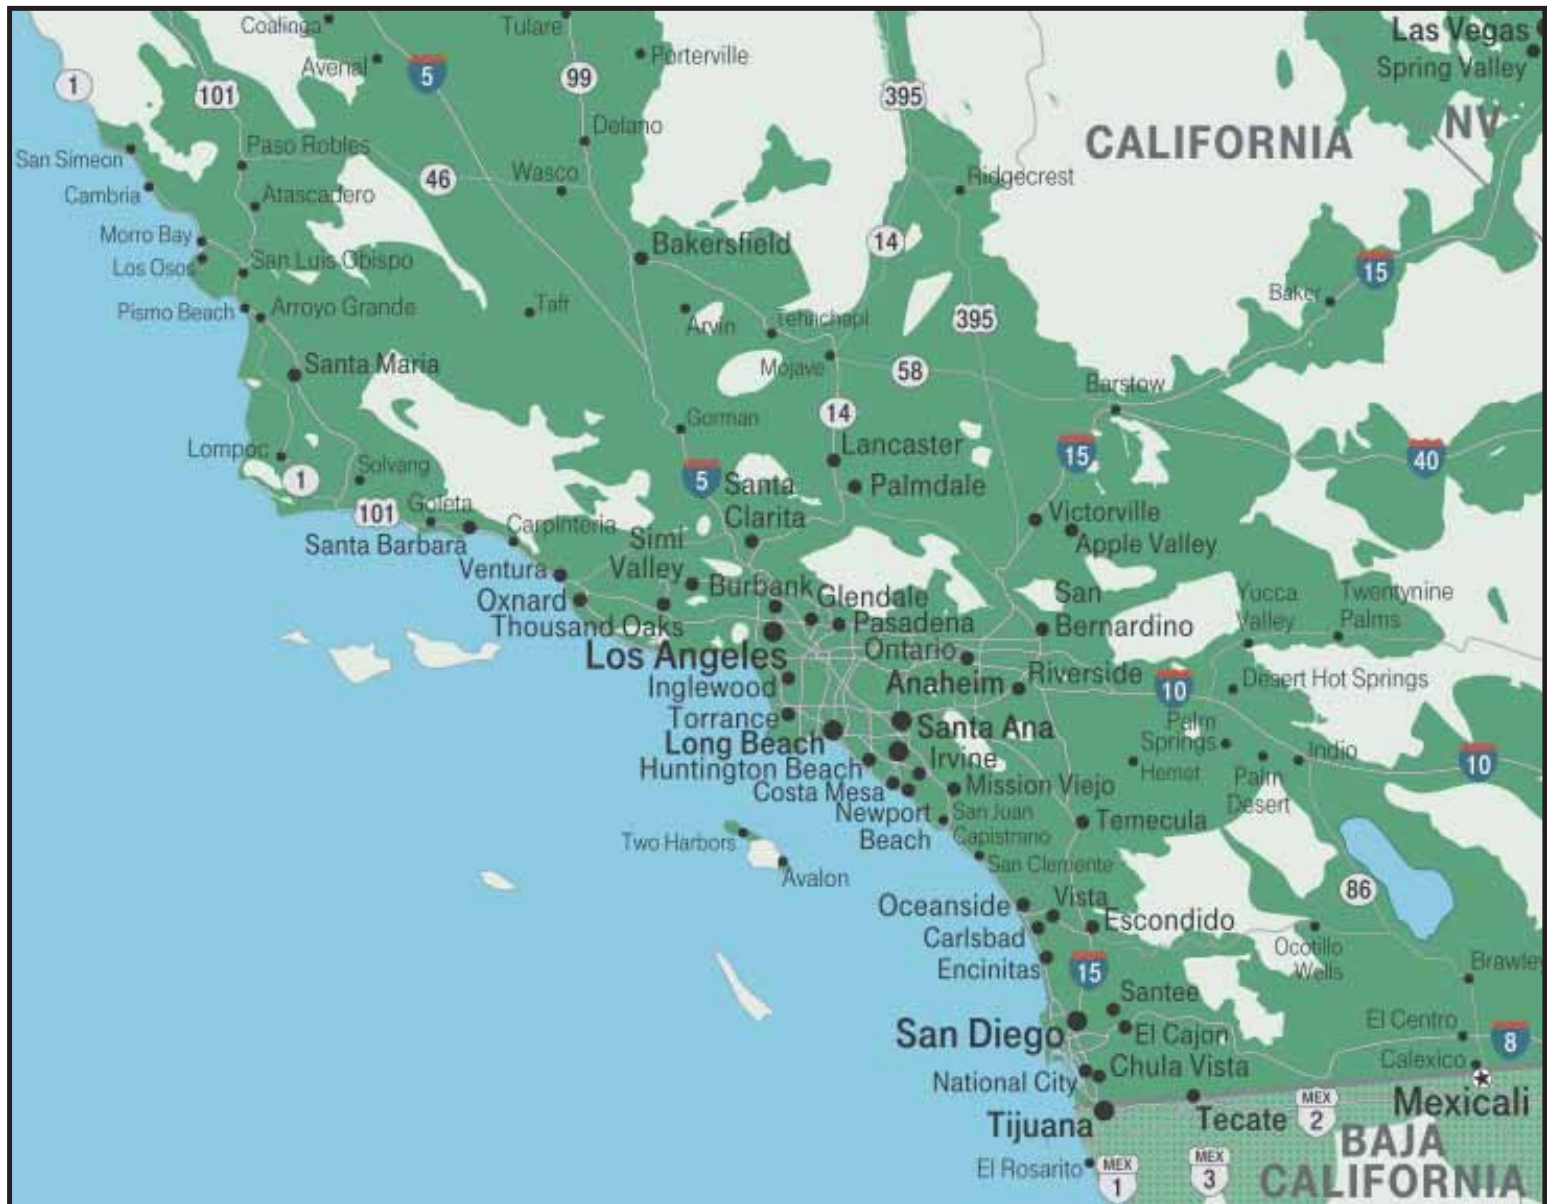 Coalinga
Tulare
Las Vegas
Avenal
5
99
Porterville
Spring Valley
1
101
395
CALIFORNIA
NV
Delano
San Simeon
Paso Robles
46
Wasco
Ridgecrest
Cambria
Atascadero
Morro Bay
Bakersfield
14
Los Osos
San Luis Obispo
15
Baker
Pismo Beach
Arroyo Grande
Taft
Arvin
Tehachapi
395
Santa Maria
Mojave
58
Barstow
14
Gorman
Lompoc
Solvang
Lancaster
15
40
1
5
Santa
Clarita
Palmdale
101
Goleta
Carpinteria
Victorville
Santa Barbara
Simi
Valley
Apple Valley
Ventura
Burbank
Glendale
San
Bernardino
Yucca
Valley
Twentynine
Palms
Oxnard
Thousand Oaks
Pasadena
Los Angeles
Ontario
Inglewood
Anaheim
Riverside
10
Desert Hot Springs
Torrance
Santa Ana
Palm
Springs
Long Beach
Irvine
Indio
10
Huntington Beach
Hemet
Palm
Desert
Costa Mesa
Mission Viejo
Newport
Beach
San Juan
Capistrano
Temecula
Two Harbors
San Clemente
Avalon
86
Oceanside
Vista
Escondido
Carlsbad
Ocotillo
Wells
Encinitas
15
Brawley
Santee
San Diego
El Cajon
El Centro
8
National City
Chula Vista
Calexico
Tijuana
Tecate
MEX
2
Mexicali
El Rosarito
MEX
1
MEX
3
BAJA
CALIFORNIA